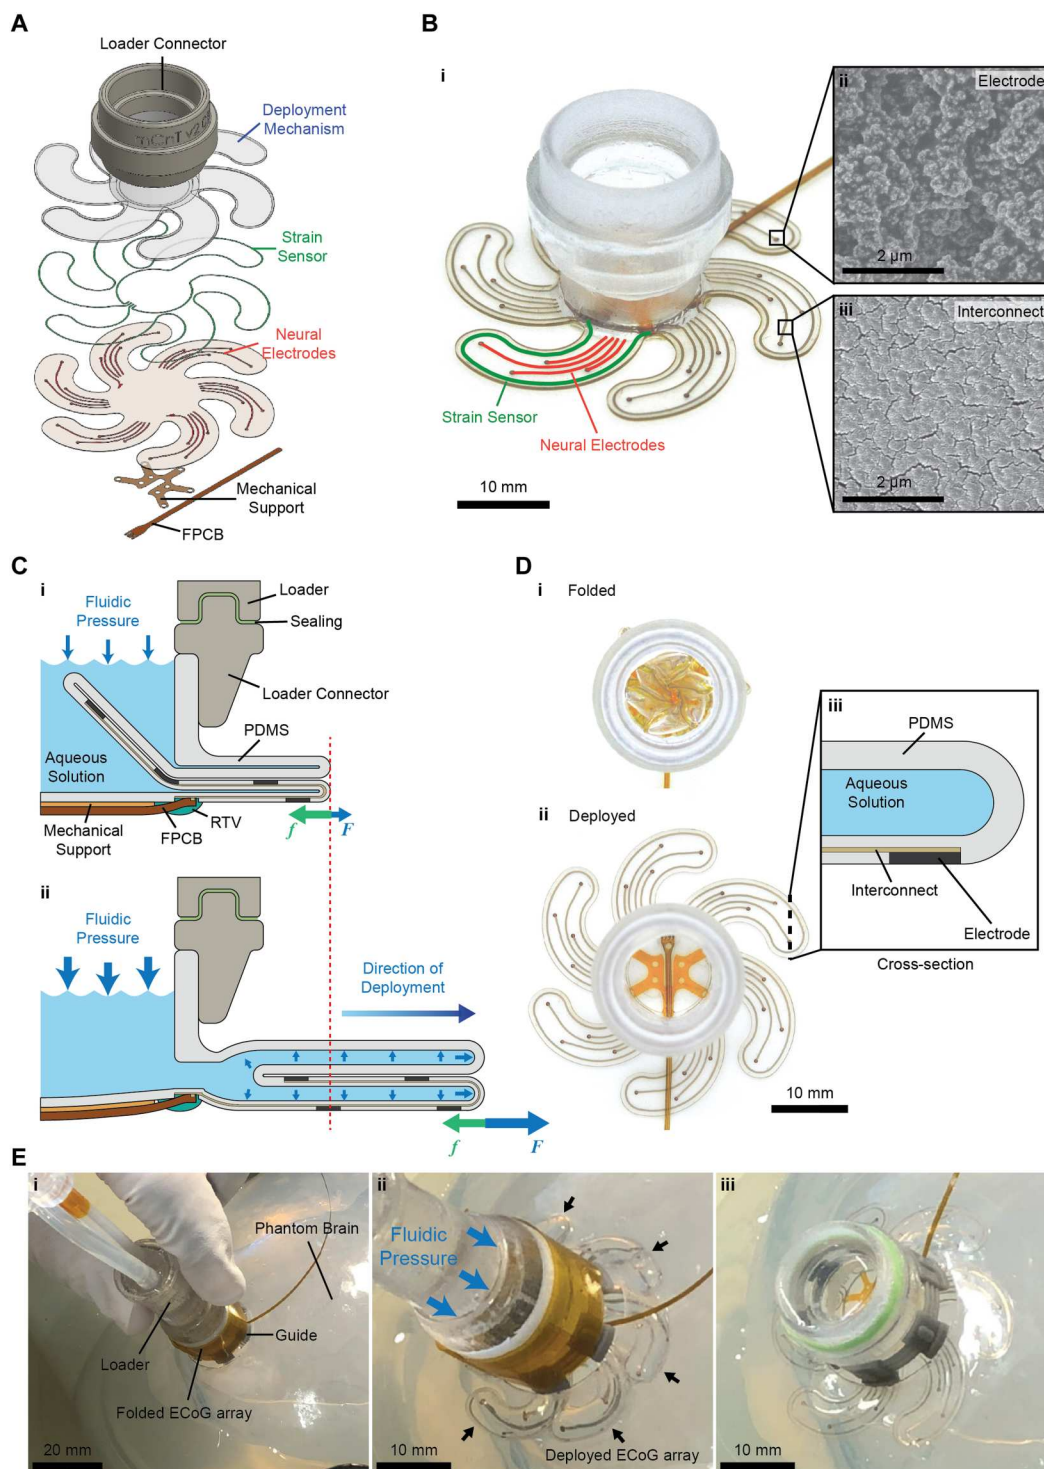 A
Loader Connector
Deployment
Mechanism
Strain
Sensor
Neural
Electrodes
Mechanical
Support
FPCB
B
i
Strain Sensor
Neural Electrodes
10 mm
ii
Electrode
2 µm
iii
Interconnect
2 µm
C
i
Fluidic
Pressure
Loader
Sealing
Loader Connector
PDMS
Aqueous
Solution
Mechanical
Support
FPCB
RTV
f
F
ii
Fluidic
Pressure
Direction of
Deployment
f
F
D
i Folded
ii Deployed
10 mm
iii
PDMS
Aqueous
Solution
Interconnect
Electrode
Cross-section
E
i
Phantom Brain
Guide
Loader
Folded ECoG array
20 mm
ii
Fluidic
Pressure
Deployed ECoG array
10 mm
iii
10 mm